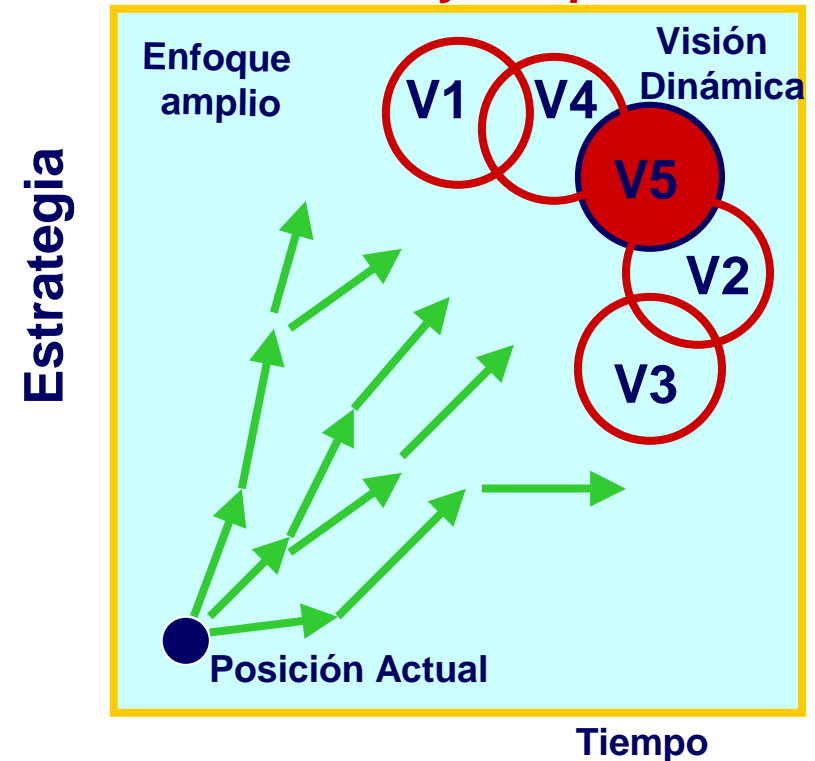 Enfoque
amplio
Visión
Dinámica
V1
V4
V5
V2
V3
Estrategia
Posición Actual
Tiempo